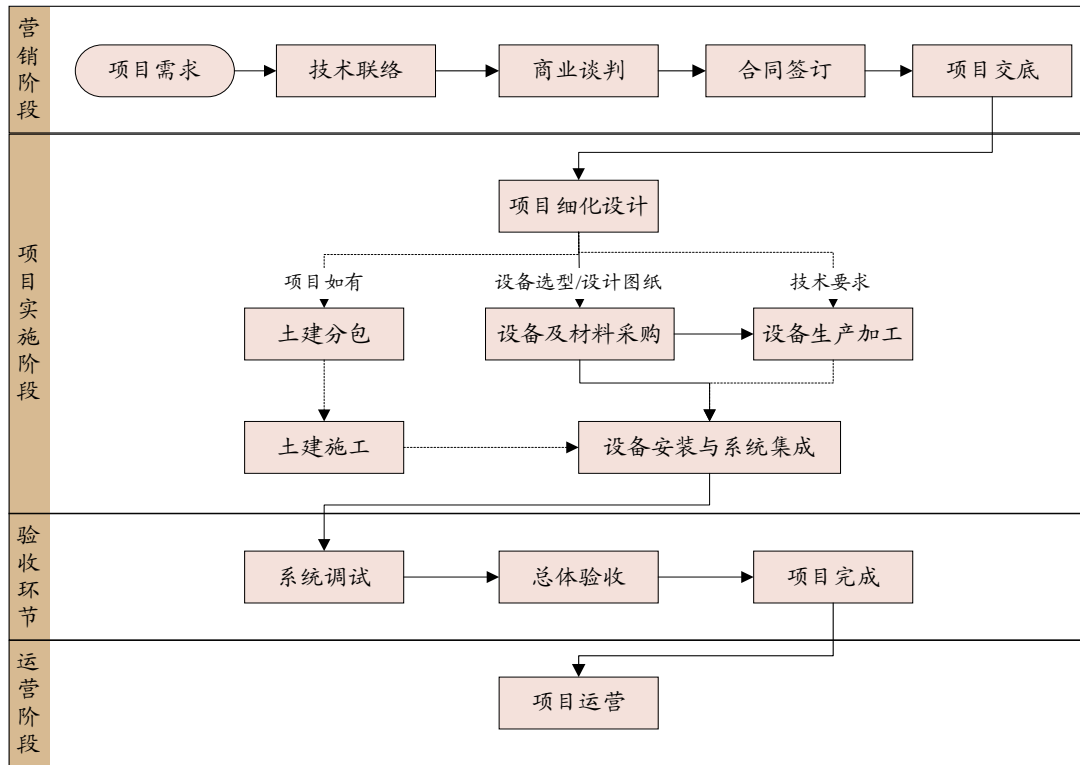 营销阶段
项目需求
技术联络
商业谈判
合同签订
项目交底
项目实施阶段
项目细化设计
项目如有
设备选型/设计图纸
技术要求
土建分包
设备及材料采购
设备生产加工
土建施工
设备安装与系统集成
验收环节
系统调试
总体验收
项目完成
运营阶段
项目运营